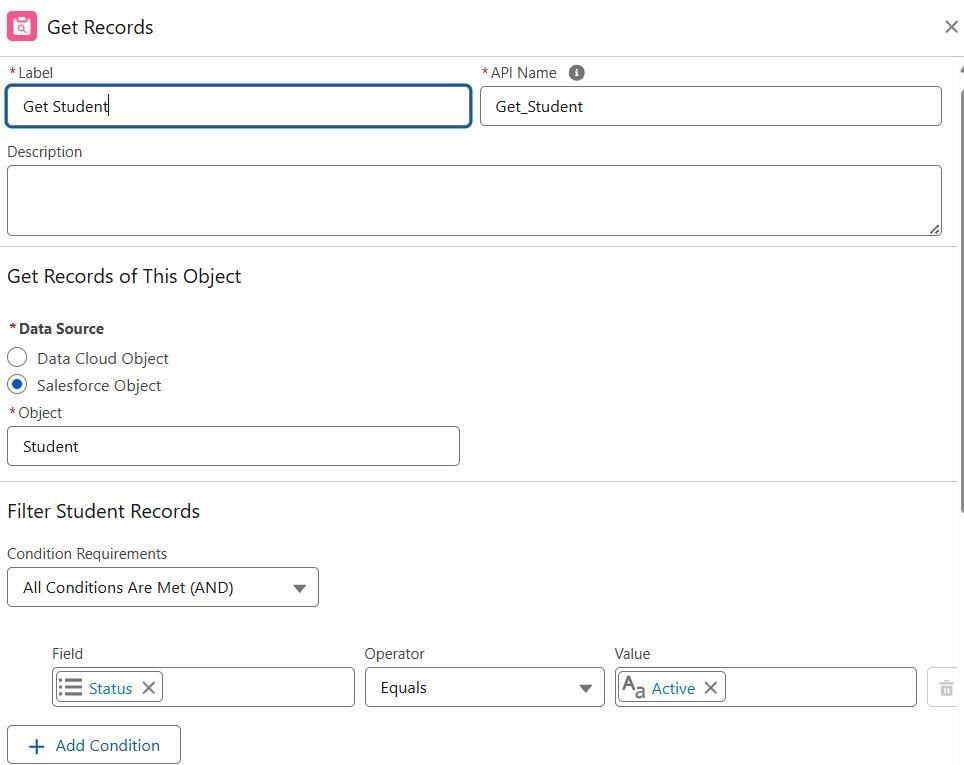 Get Records
*Label
*API Name
Get Student
Get_Student
Description
Get Records of This Object
*Data Source
Data Cloud Object
Salesforce Object
*Object
Student
Filter Student Records
Condition Requirements
All Conditions Are Met (AND)
Field
Operator
Value
Status
Equals
Aa Active
+ Add Condition